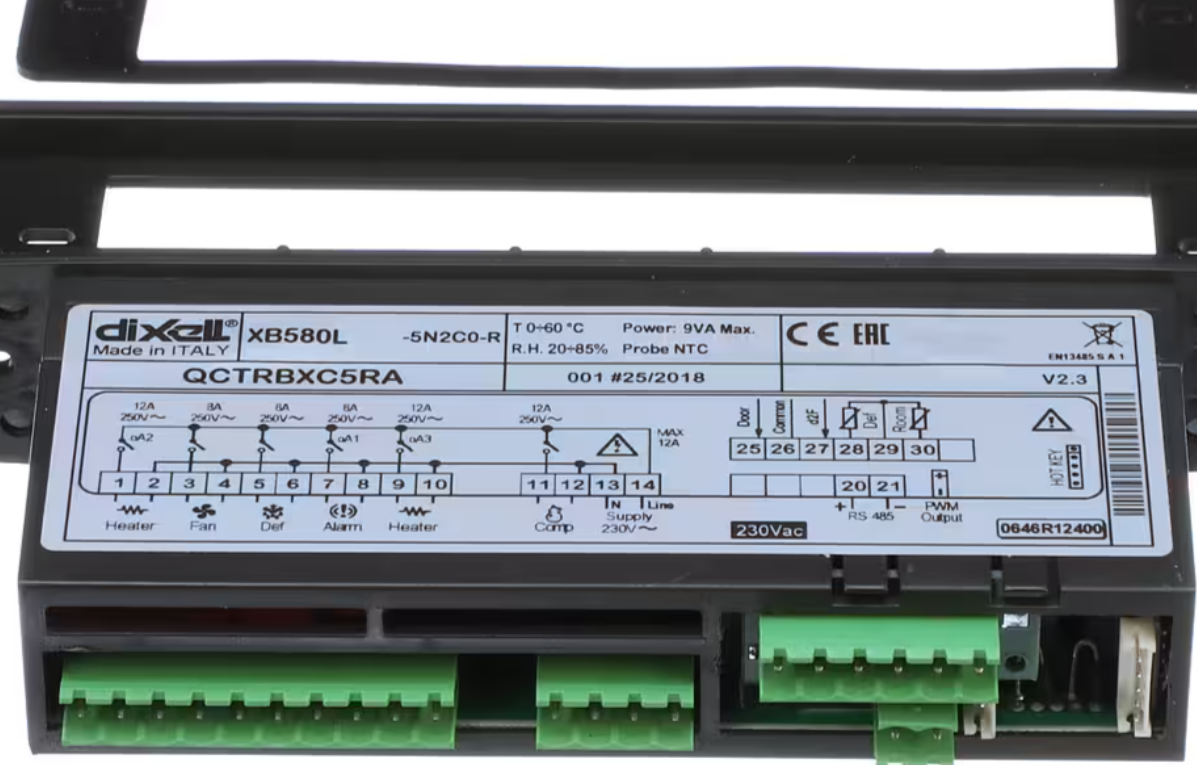 dixell®
Made in ITALY
XB580L -5N2C0-R
T 0÷60 °C Power: 9VA Max.
R.H. 20÷85% Probe NTC
CE EAC
EN13485 S A 1
QCTRBXC5RA
001 #25/2018
V2.3
12A 8A 8A 8A 12A 12A
250V~ 250V~ 250V~ 250V~ 250V~ 250V~
oA2 oA1 oA3
MAX
12A
1 2 3 4 5 6 7 8 9 10 11 12 13 14
N Line
Heater Fan Def Alarm Heater Comp Supply
230V~
Door Common d2F Def Room
25 26 27 28 29 30
20 21
+ - RS 485
+ -
PWM
Output
HOT KEY
230Vac
0646R12400